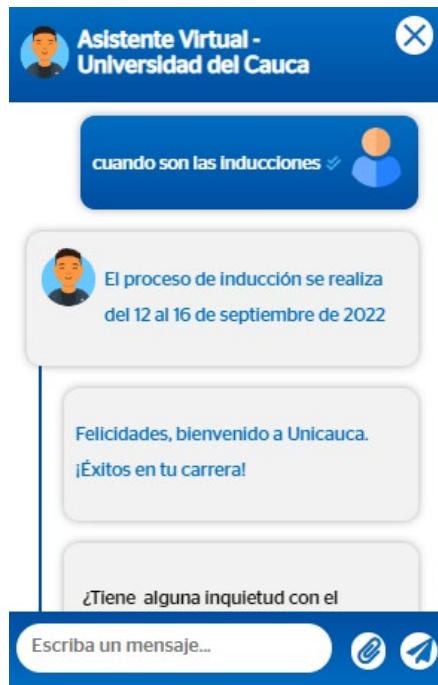 Asistente Virtual -
Universidad del Cauca
cuando son las inducciones
El proceso de inducción se realiza
del 12 al 16 de septiembre de 2022
Felicidades, bienvenido a Unicauca.
¡Éxitos en tu carrera!
¿Tiene alguna inquietud con el
Escriba un mensaje...